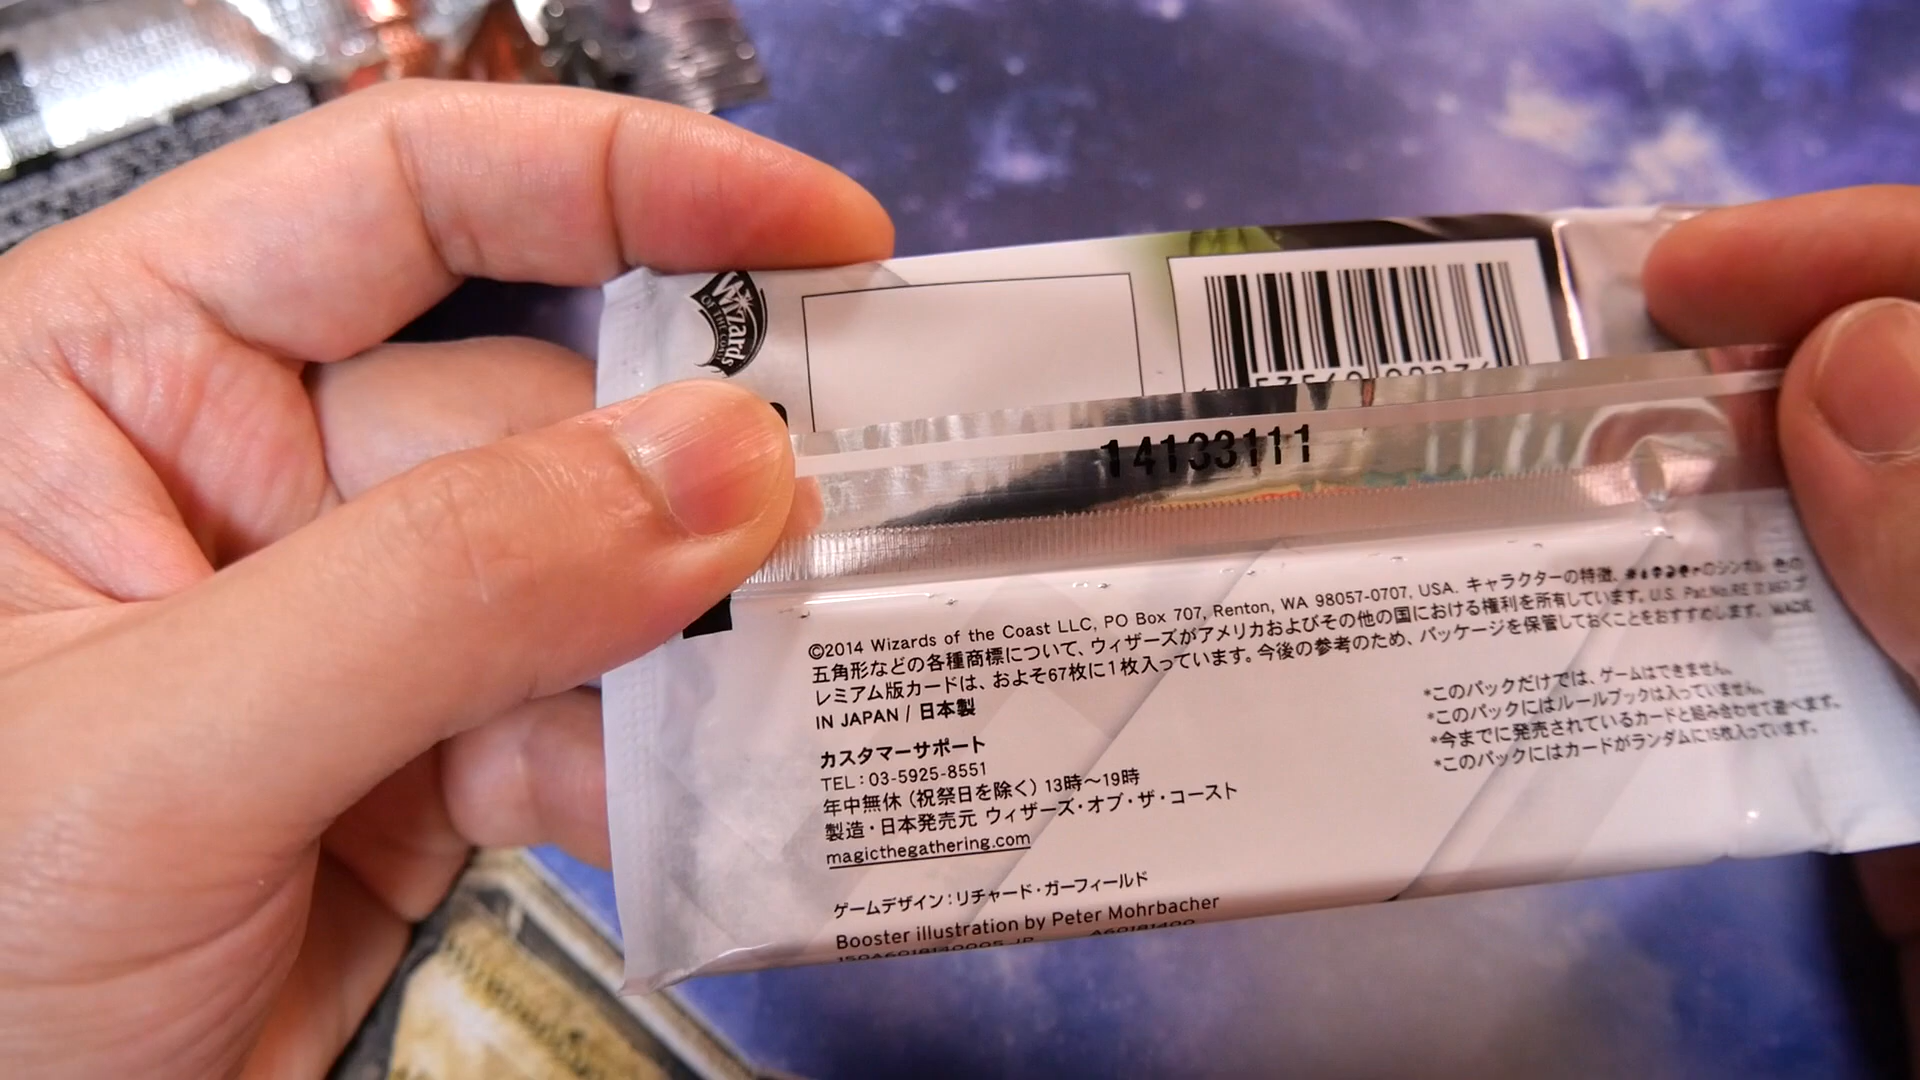 Wizards
OF THE COAST
14133111
©2014 Wizards of the Coast LLC, PO Box 707, Renton, WA 98057-0707, USA. キャラクターの特徴、のシンボル 色の
五角形などの各種商標について、ウィザーズがアメリカおよびその他の国における権利を所有しています。U.S. Pat.No.RE
レミアム版カードは、およそ67枚に1枚入っています。今後の参考のため、パッケージを保管しておくことをおすすめします。MADE
IN JAPAN / 日本製
カスタマーサポート
TEL：03-5925-8551
年中無休（祝祭日を除く）13時〜19時
製造・日本発売元 ウィザーズ・オブ・ザ・コースト
magicthegathering.com
*このパックだけでは、ゲームはできません。
*このパックにはルールブックは入っていません。
*今までに発売されているカードと組み合わせて遊べます。
*このパックにはカードがランダムに15枚入っています。
ゲームデザイン：リチャード・ガーフィールド
Booster illustration by Peter Mohrbacher